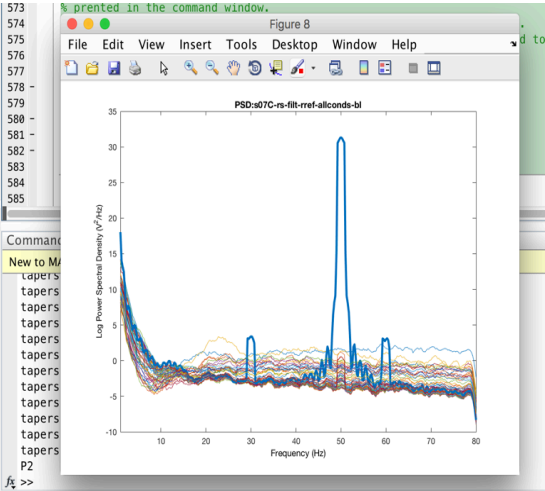 573
% prented in the command window.
574
575
d to
576
577
578 -
579
580 -
581 -
582 -
583
584
585
Figure 8
File Edit View Insert Tools Desktop Window Help
PSD:s07C-rs-filt-rref-allconds-bl
35
30
25
20
15
10
5
0
-5
-10
Log Power Spectral Density (V^2/Hz)
10 20 30 40 50 60 70 80
Frequency (Hz)
Command
New to MA
tapers
tapers
tapers
tapers
tapers
tapers
tapers
tapers
tapers
tapers
tapers
tapers
P2
fx >>